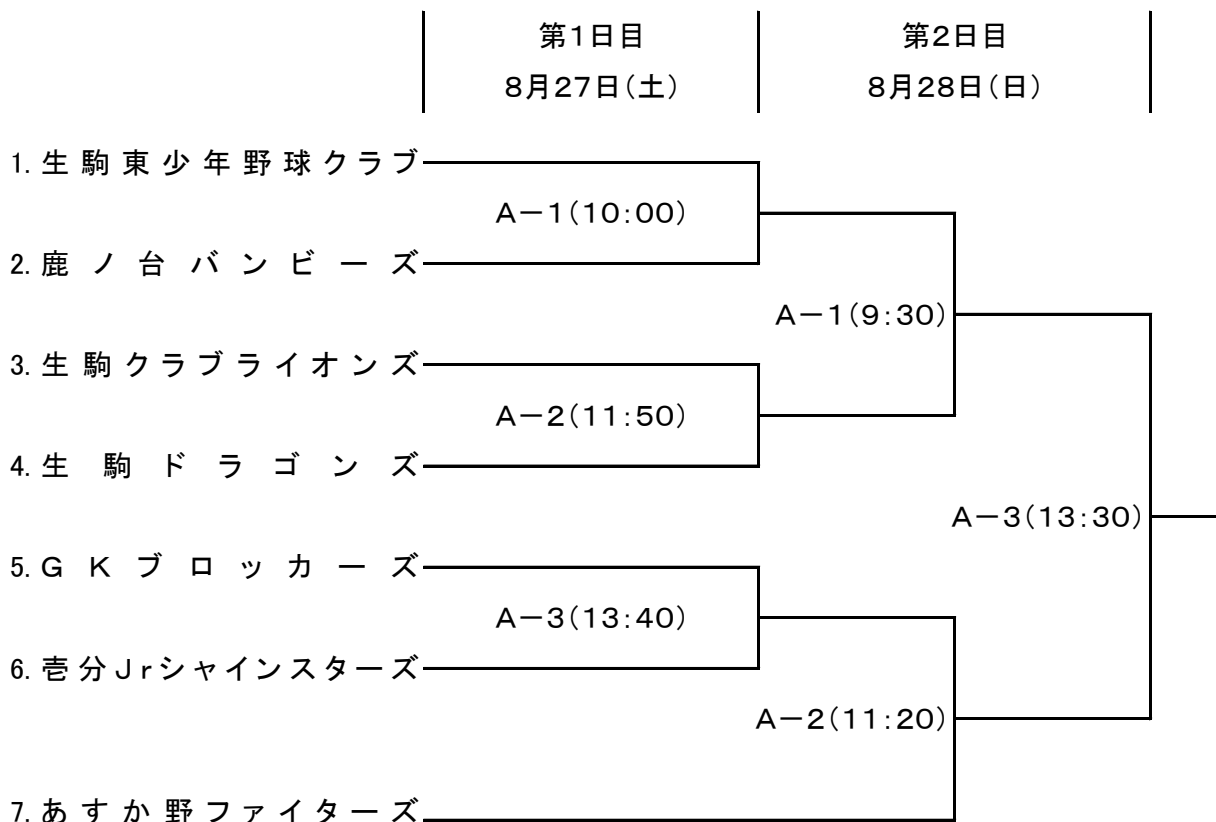 第1日目
8月27日(土)
第2日目
8月28日(日)
1. 生駒東少年野球クラブ
A-1(10:00)
2. 鹿ノ台バンビーズ
A-1(9:30)
3. 生駒クラブライオンズ
A-2(11:50)
4. 生駒ドラゴンズ
A-3(13:30)
5. GKブロッカーズ
A-3(13:40)
6. 壱分Jrシャインスターズ
A-2(11:20)
7. あすか野ファイターズ